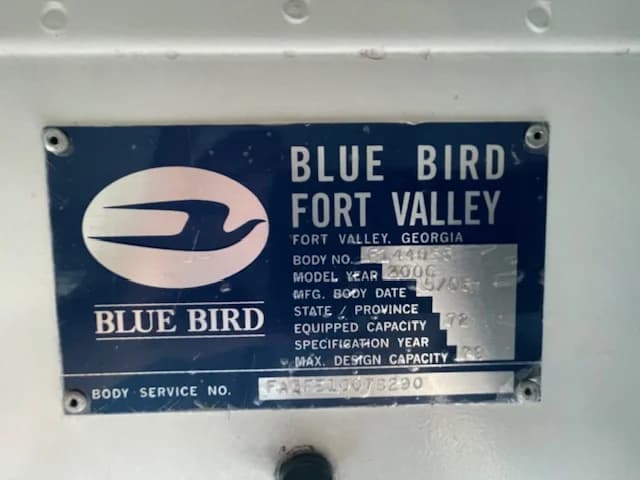 BLUE BIRD
FORT VALLEY
FORT VALLEY, GEORGIA
BODY NO.
MODEL YEAR
MFG. BODY DATE
STATE / PROVINCE
EQUIPPED CAPACITY 72
SPECIFICATION YEAR
MAX. DESIGN CAPACITY
BLUE BIRD
BODY SERVICE NO.